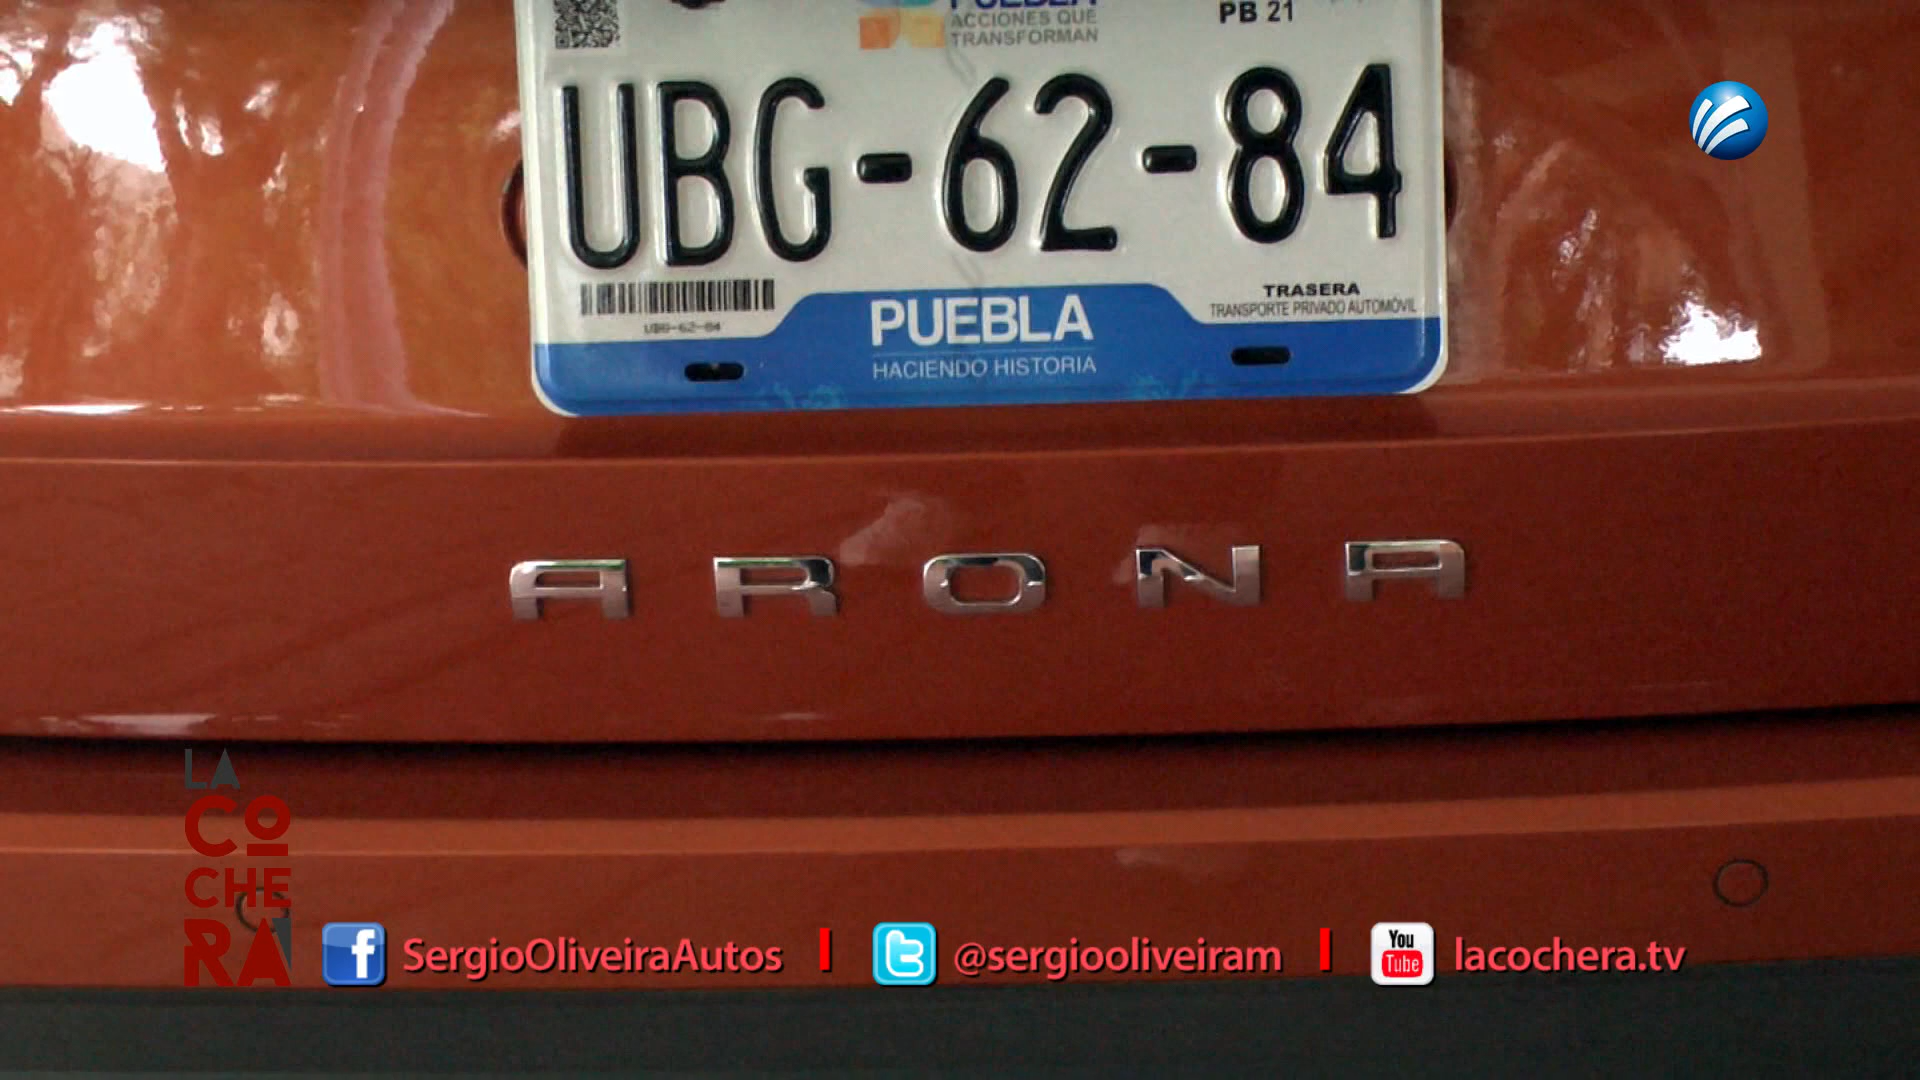 PUEBLA
ACCIONES QUE
TRANSFORMAN
PB 21
UBG-62-84
UBG-62-84
PUEBLA
HACIENDO HISTORIA
TRASERA
TRANSPORTE PRIVADO AUTOMÓVIL
ARONA
LA
CO
CHE
RA
SergioOliveiraAutos
@sergiooliveiram
You
Tube
lacochera.tv